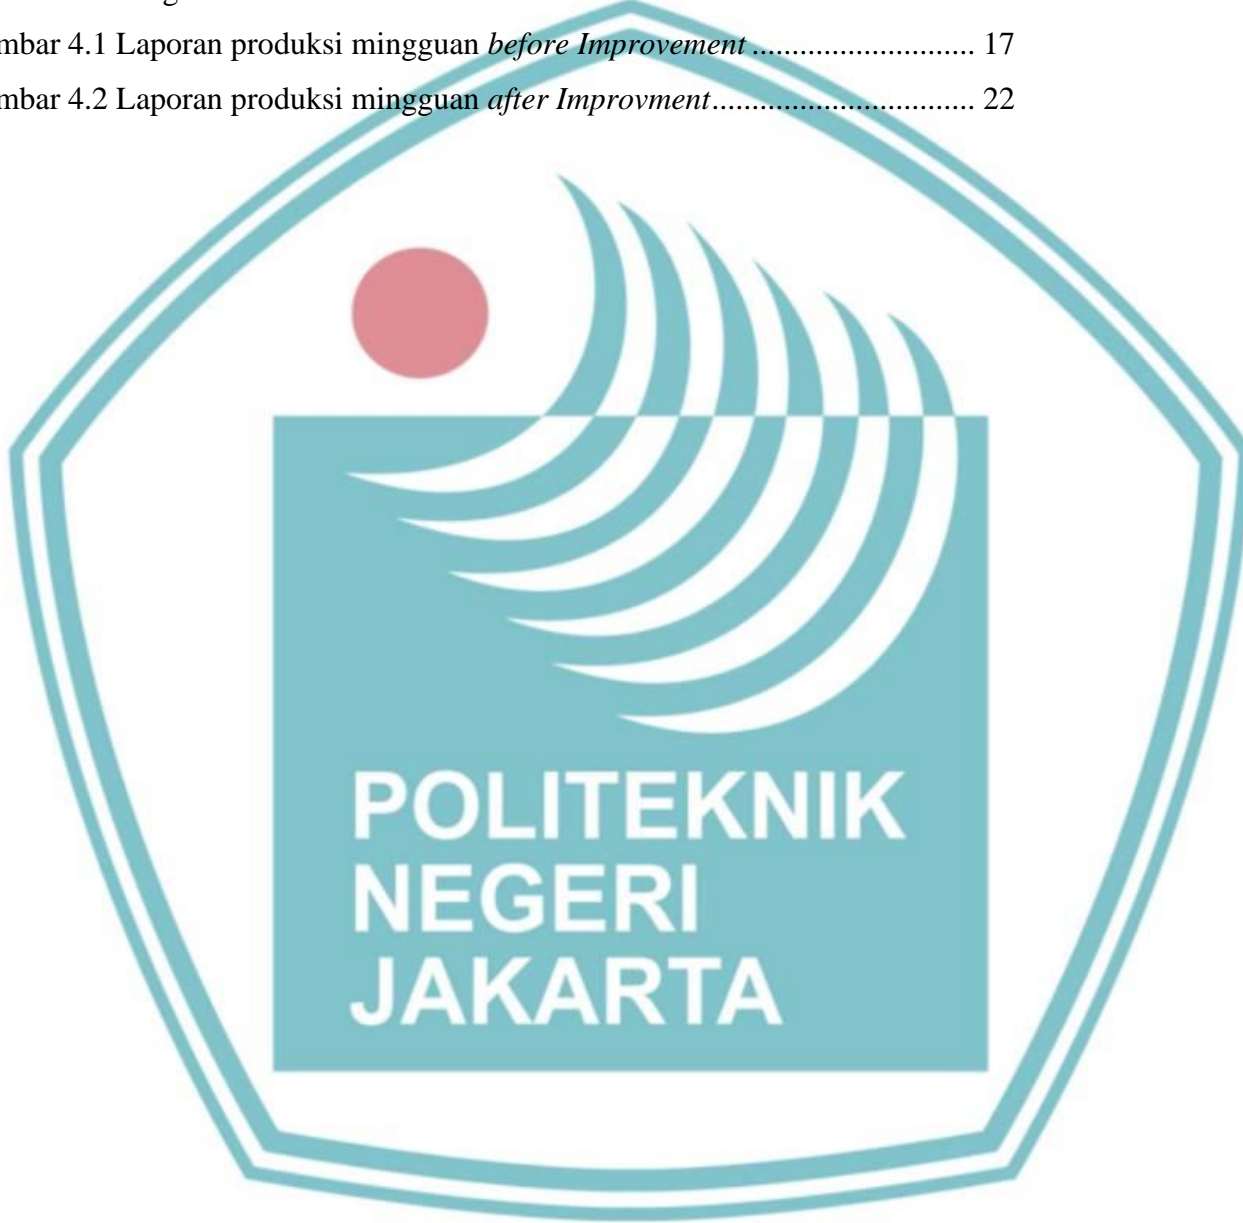 mbar 4.1 Laporan produksi mingguan before Improvement .......................... 17
mbar 4.2 Laporan produksi mingguan after Improvment............................... 22
POLITEKNIK
NEGERI
JAKARTA